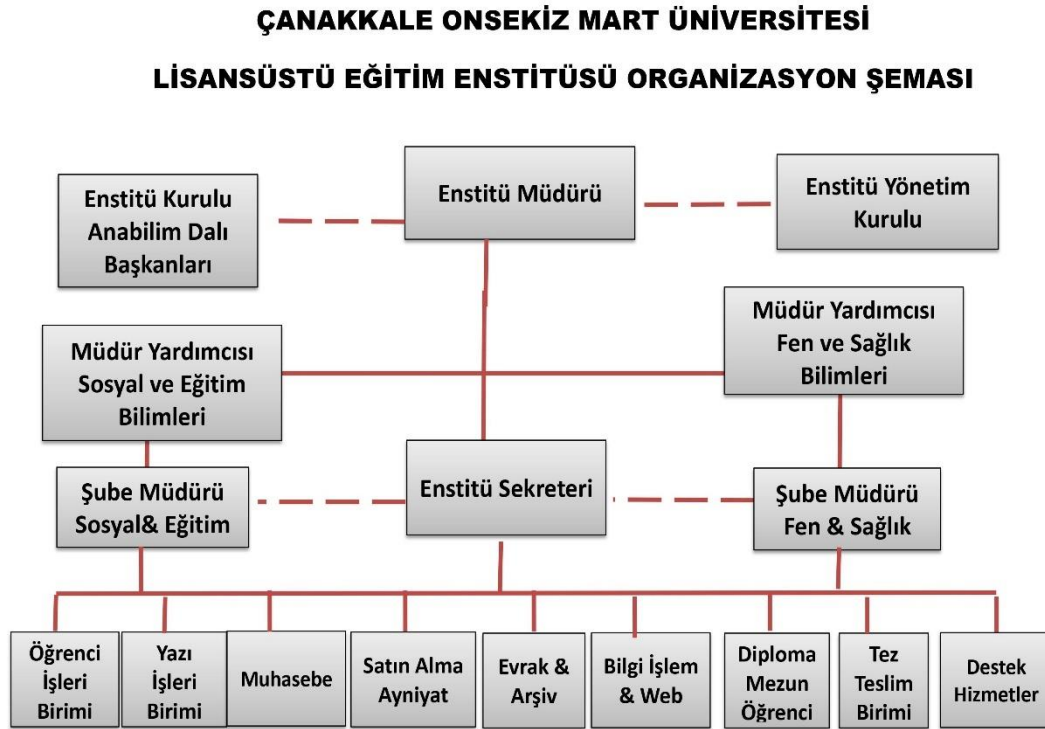 ÇANAKKALE ONSEKİZ MART ÜNİVERSİTESİ
LİSANSÜSTÜ EĞİTİM ENSTİTÜSÜ ORGANİZASYON ŞEMASI
Enstitü Kurulu
Anabilim Dalı
Başkanları
Enstitü Müdürü
Enstitü Yönetim
Kurulu
Müdür Yardımcısı
Sosyal ve Eğitim
Bilimleri
Müdür Yardımcısı
Fen ve Sağlık
Bilimleri
Şube Müdürü
Sosyal& Eğitim
Enstitü Sekreteri
Şube Müdürü
Fen & Sağlık
Öğrenci
İşleri
Birimi
Yazı
İşleri
Birimi
Muhasebe
Satın Alma
Ayniyat
Evrak &
Arşiv
Bilgi İşlem
& Web
Diploma
Mezun
Öğrenci
Tez
Teslim
Birimi
Destek
Hizmetler